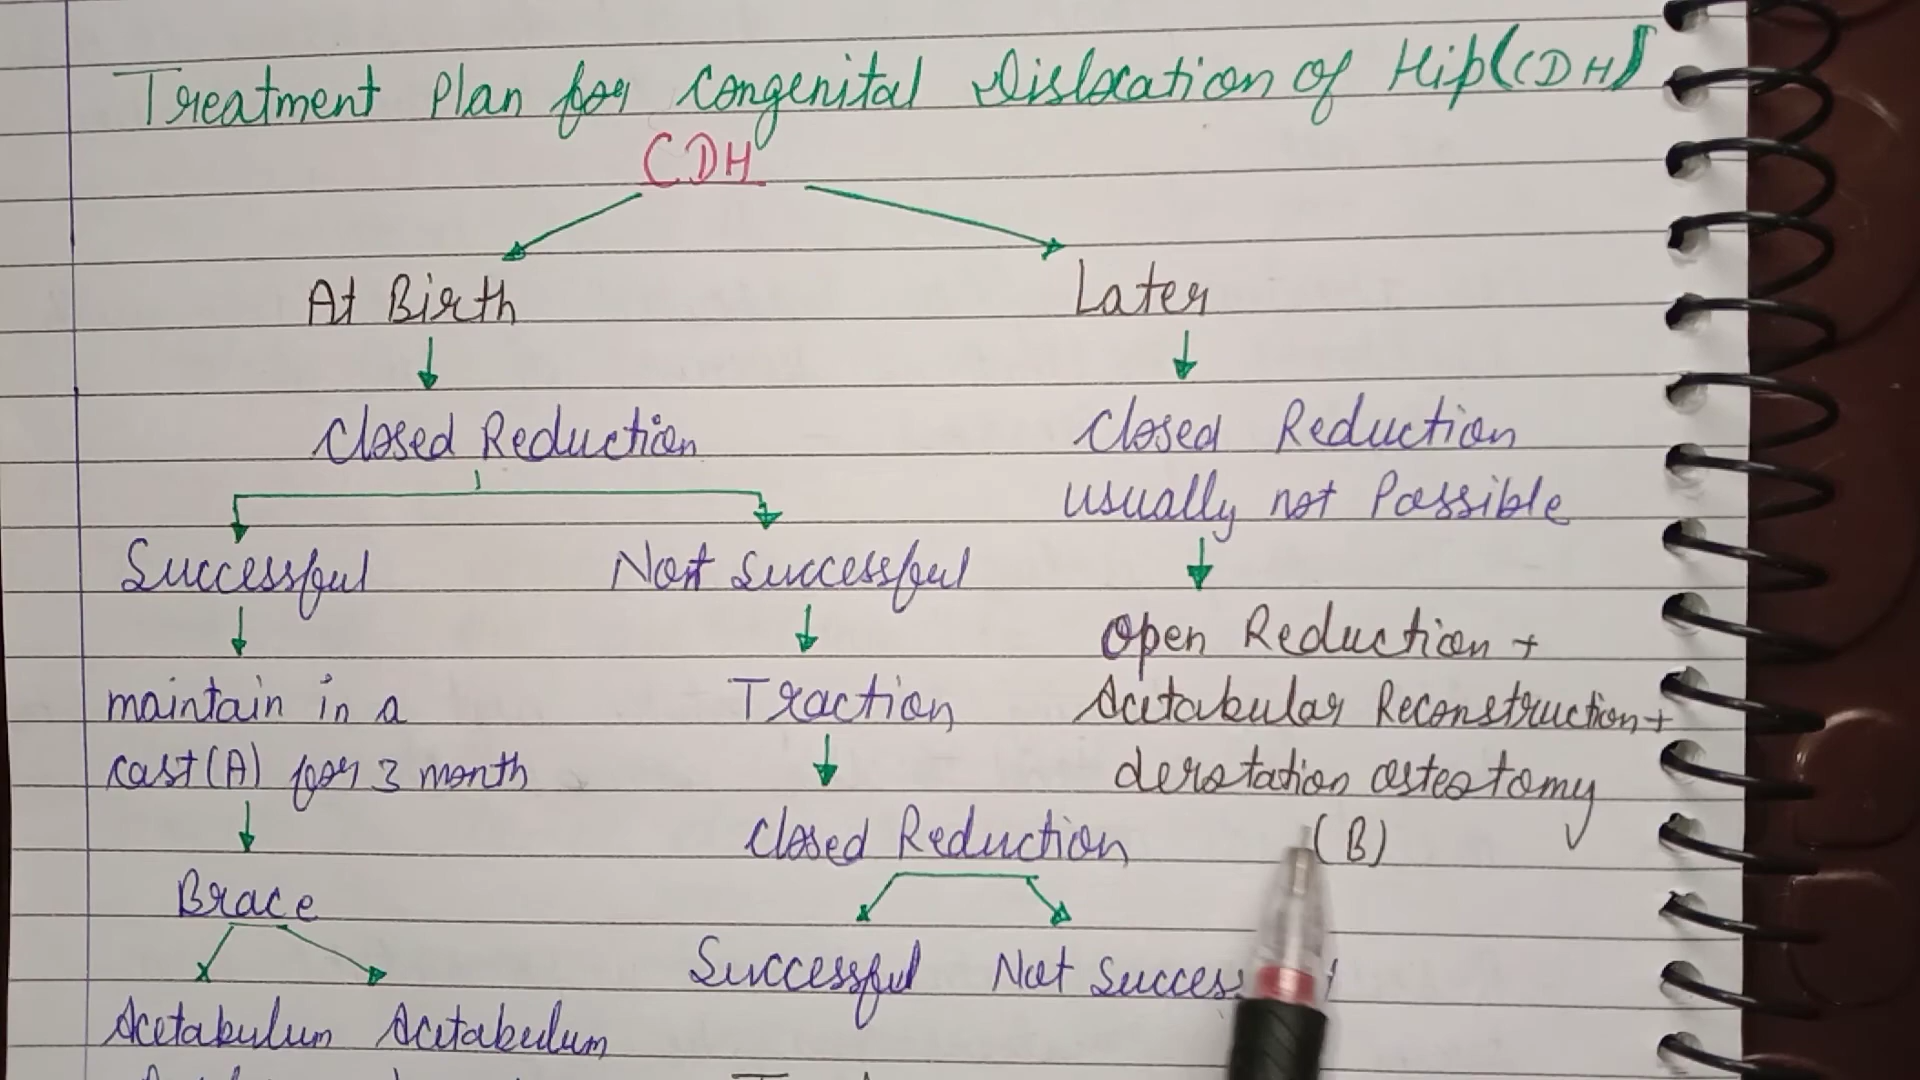 Treatment Plan for Congenital Dislocation of Hip (CDH)
CDH
At Birth
Later
Closed Reduction
Closed Reduction
usually not Possible
Successful
Not Successful
Open Reduction +
Acetabular Reconstruction +
derotation osteotomy
(B)
maintain in a
cast (A) for 3 month
Traction
Brace
Closed Reduction
Successful
Not
Acetabulum
Acetabulum